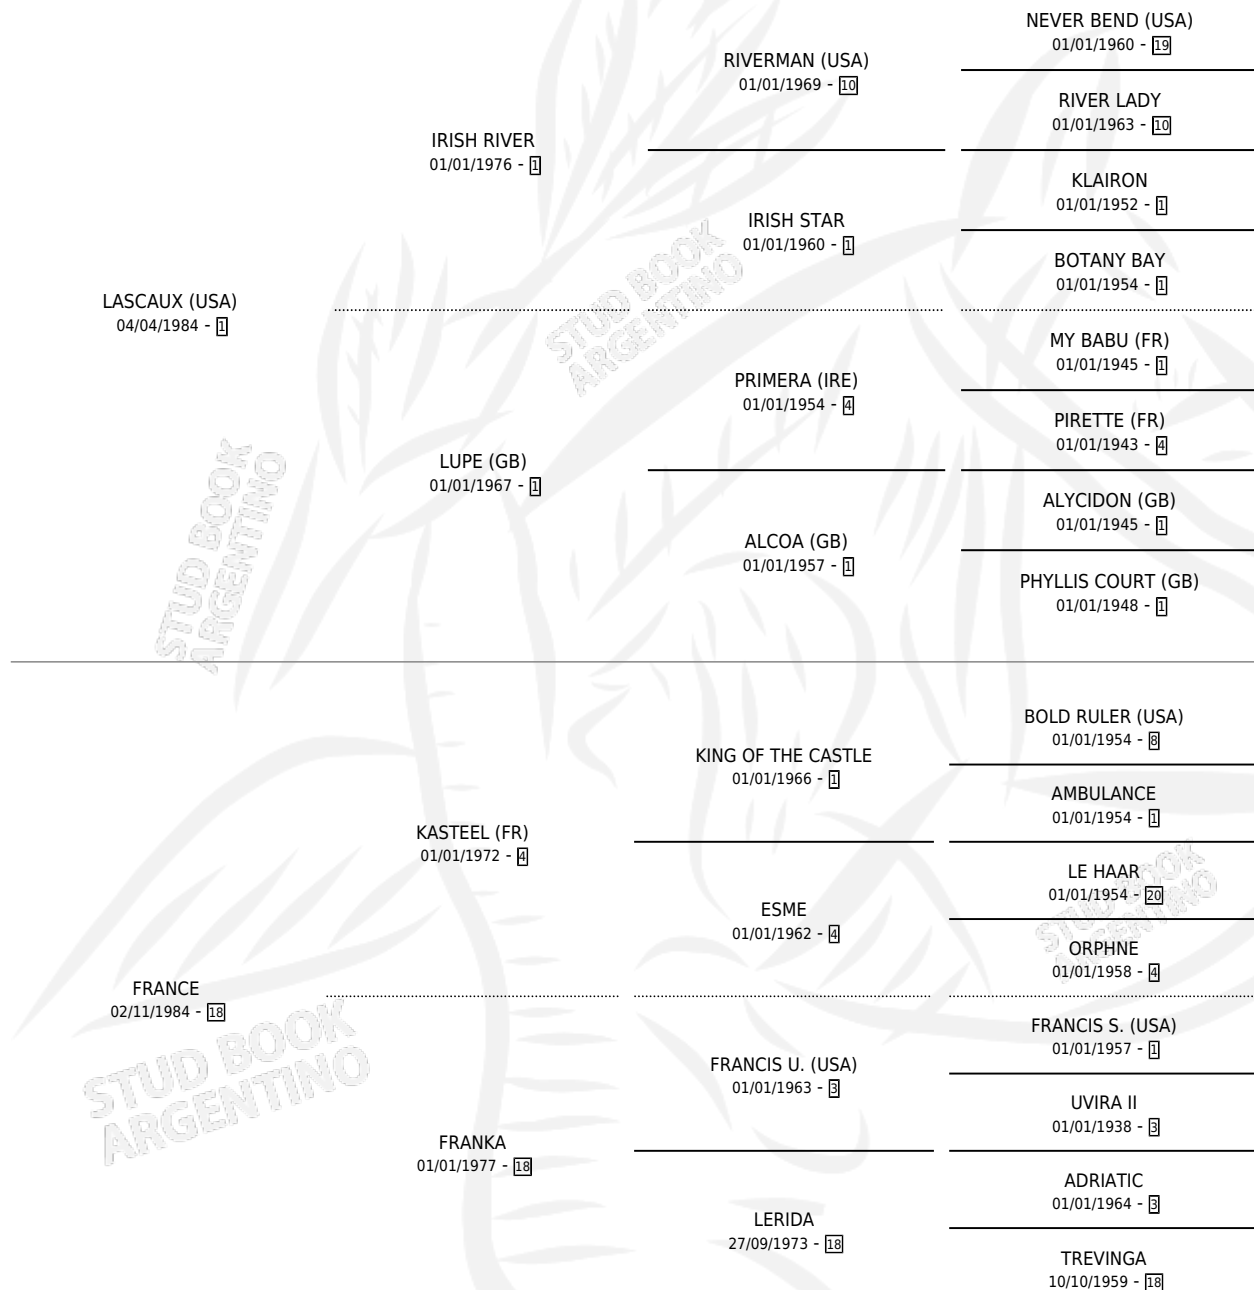 NEVER BEND (USA)
01/01/1960 - 19
RIVERMAN (USA)
01/01/1969 - 10
RIVER LADY
01/01/1963 - 10
IRISH RIVER
01/01/1976 - 1
KLAIRON
01/01/1952 - 1
IRISH STAR
01/01/1960 - 1
BOTANY BAY
01/01/1954 - 1
LASCAUX (USA)
04/04/1984 - 1
STUD BOOK
ARGENTINO
MY BABU (FR)
01/01/1945 - 1
PRIMERA (IRE)
01/01/1954 - 4
PIRETTE (FR)
01/01/1943 - 4
LUPE (GB)
01/01/1967 - 1
ALYCIDON (GB)
01/01/1945 - 1
ALCOA (GB)
01/01/1957 - 1
PHYLLIS COURT (GB)
01/01/1948 - 1
STUD BOOK
ARGENTINO
BOLD RULER (USA)
01/01/1954 - 8
KING OF THE CASTLE
01/01/1966 - 1
AMBULANCE
01/01/1954 - 1
KASTEEL (FR)
01/01/1972 - 4
LE HAAR
01/01/1954 - 20
ESME
01/01/1962 - 4
ORPHNE
01/01/1958 - 4
STUD BOOK
ARGENTINO
FRANCE
02/11/1984 - 18
FRANCIS S. (USA)
01/01/1957 - 1
FRANCIS U. (USA)
01/01/1963 - 3
UVIRA II
01/01/1938 - 3
STUD BOOK
ARGENTINO
FRANKA
01/01/1977 - 18
ADRIATIC
01/01/1964 - 3
LERIDA
27/09/1973 - 18
TREVINGA
10/10/1959 - 18